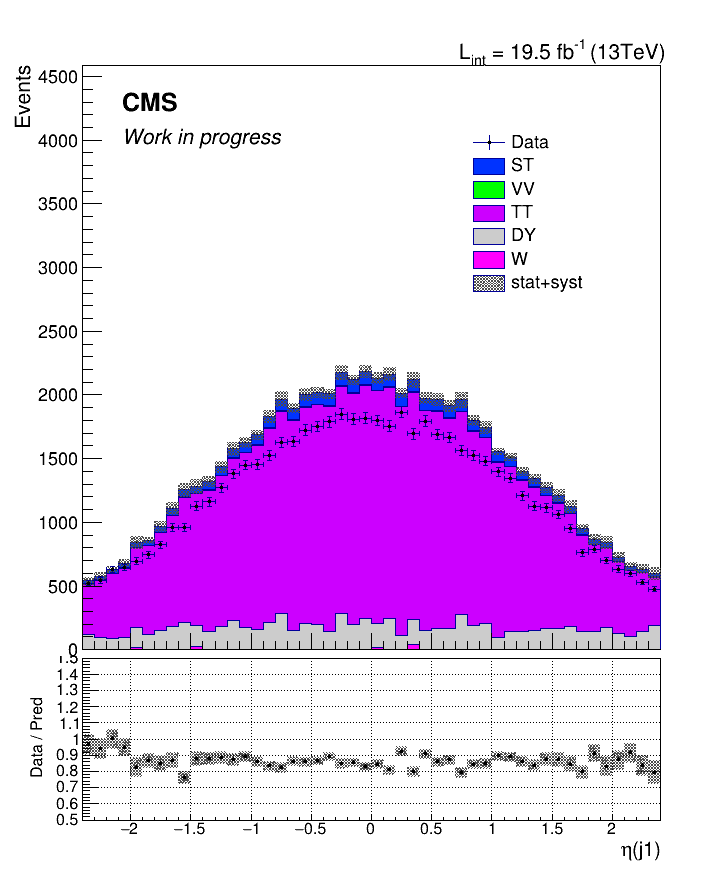 L_int = 19.5 fb^-1 (13TeV)
Events
4500
4000
3500
3000
2500
2000
1500
1000
500
0
CMS
Work in progress
Data
ST
VV
TT
DY
W
stat+syst
Data / Pred
1.5
1.4
1.3
1.2
1.1
1
0.9
0.8
0.7
0.6
0.5
−2 −1.5 −1 −0.5 0 0.5 1 1.5 2
η(j1)